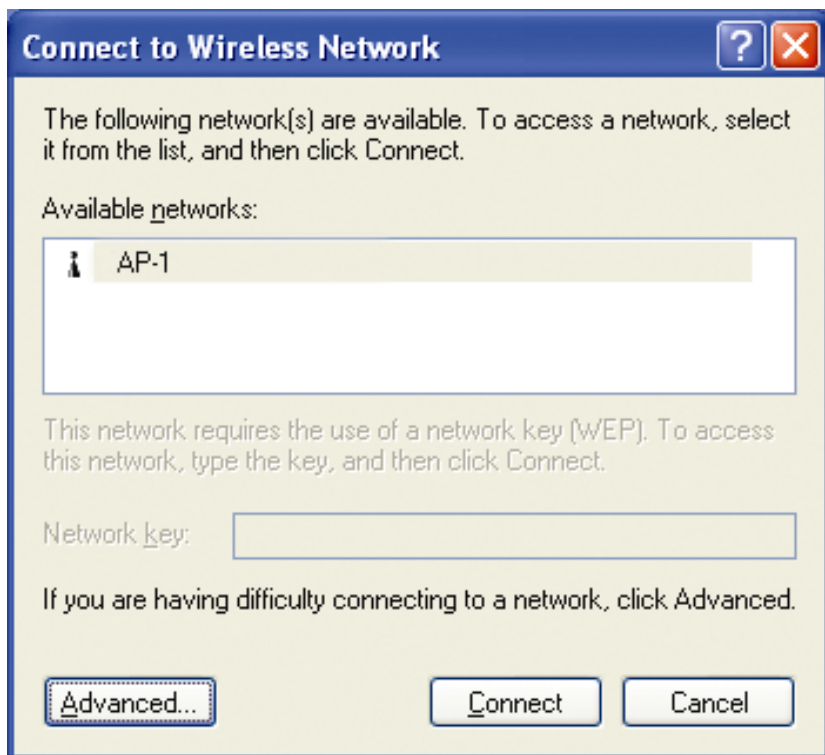 Connect to Wireless Network
The following network(s) are available. To access a network, select
it from the list, and then click Connect.
Available networks:
AP-1
This network requires the use of a network key (WEP). To access
this network, type the key, and then click Connect.
Network key:
If you are having difficulty connecting to a network, click Advanced.
Advanced... Connect Cancel